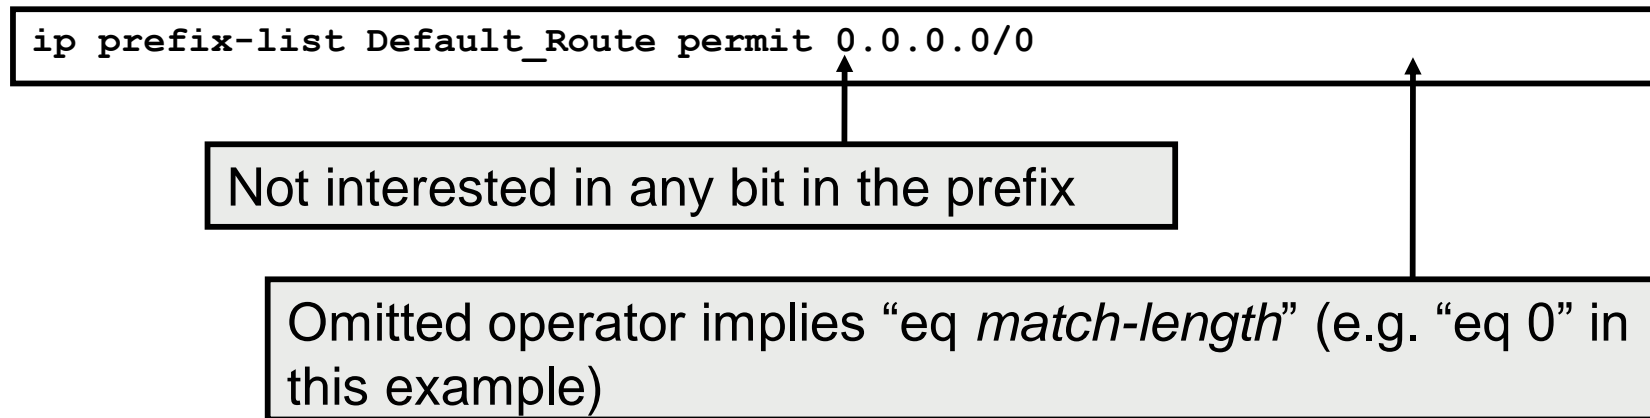 ip prefix-list Default_Route permit 0.0.0.0/0
Not interested in any bit in the prefix
Omitted operator implies “eq match-length” (e.g. “eq 0” in
this example)